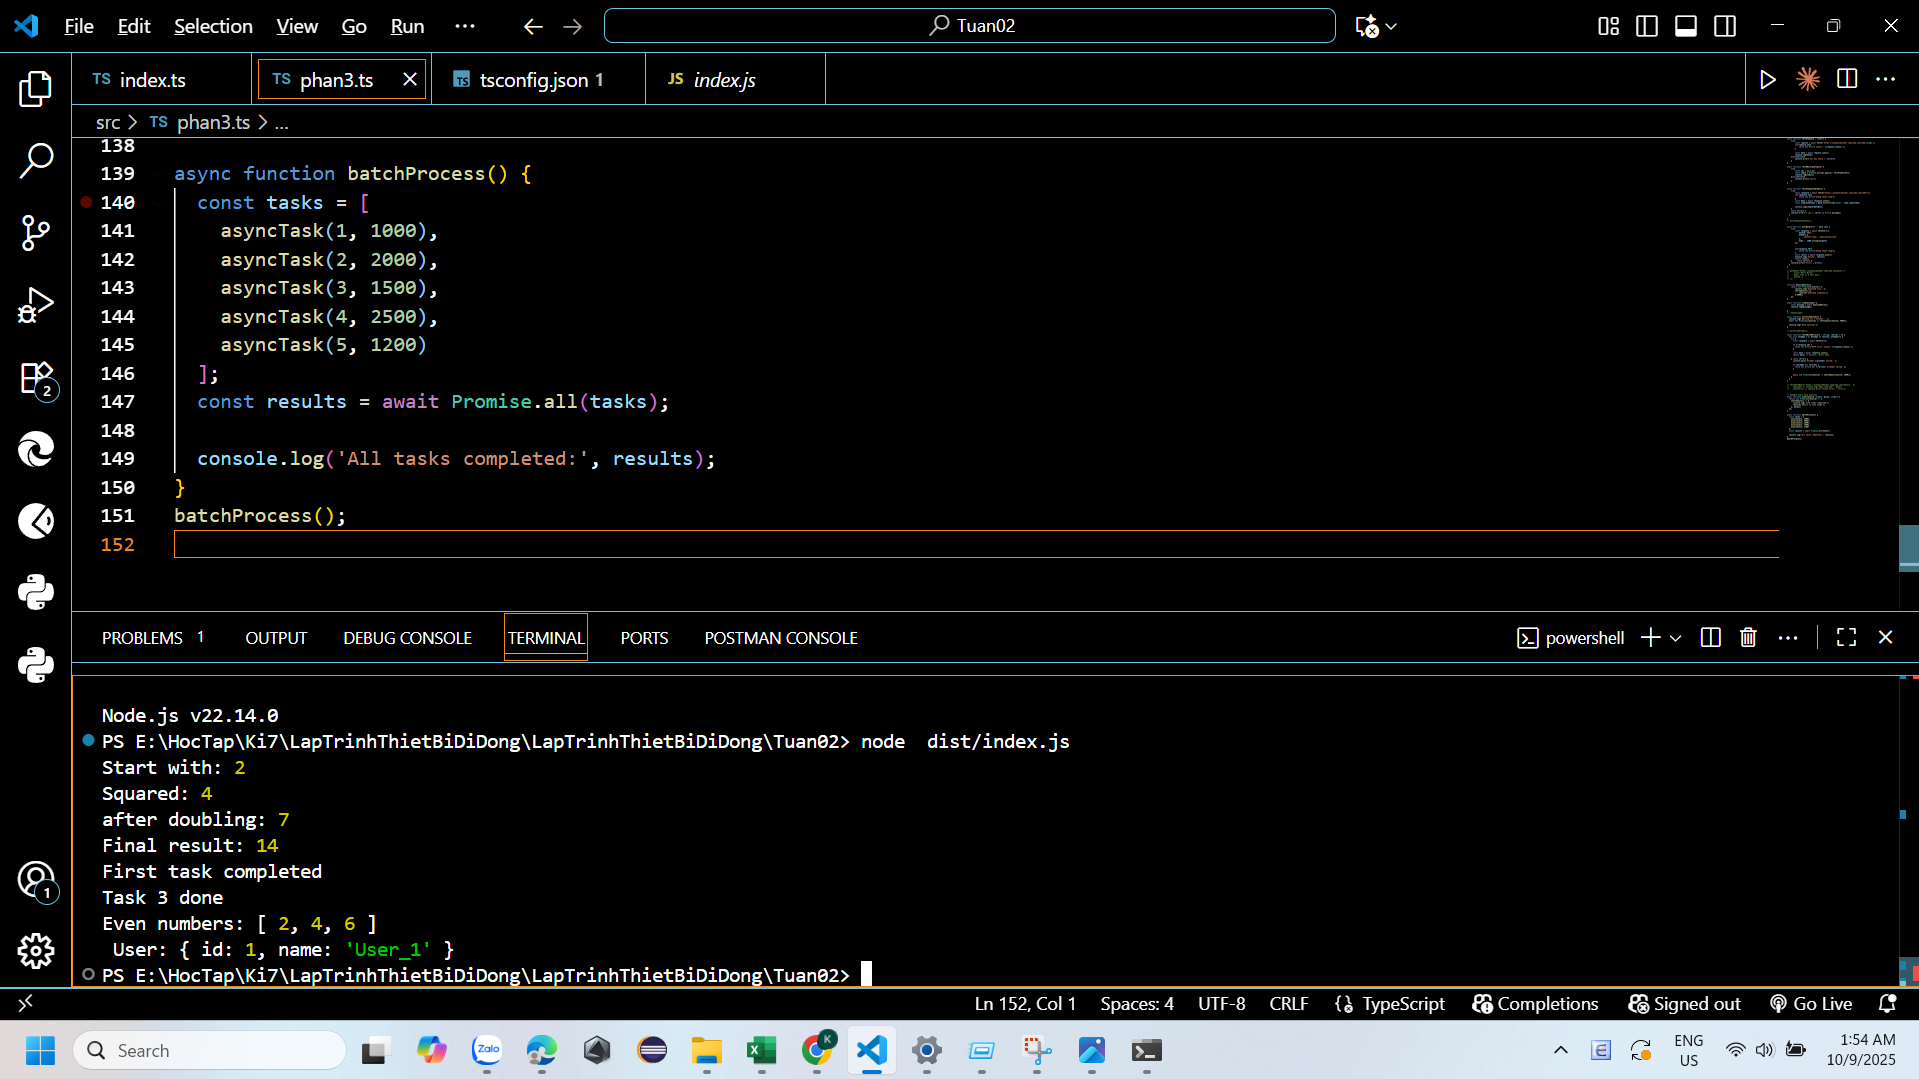 File Edit Selection View Go Run ··· Tuan02
TS index.ts TS phan3.ts tsconfig.json 1 JS index.js
src > TS phan3.ts > ...
138
139 async function batchProcess() {
140 const tasks = [
141 asyncTask(1, 1000),
142 asyncTask(2, 2000),
143 asyncTask(3, 1500),
144 asyncTask(4, 2500),
145 asyncTask(5, 1200)
146 ];
147 const results = await Promise.all(tasks);
148
149 console.log('All tasks completed:', results);
150 }
151 batchProcess();
152
2
PROBLEMS 1 OUTPUT DEBUG CONSOLE TERMINAL PORTS POSTMAN CONSOLE powershell
Node.js v22.14.0
PS E:\HocTap\Ki7\LapTrinhThietBiDiDong\LapTrinhThietBiDiDong\Tuan02> node  dist/index.js
Start with: 2
Squared: 4
after doubling: 7
Final result: 14
First task completed
Task 3 done
Even numbers: [ 2, 4, 6 ]
 User: { id: 1, name: 'User_1' }
PS E:\HocTap\Ki7\LapTrinhThietBiDiDong\LapTrinhThietBiDiDong\Tuan02>
1
Ln 152, Col 1 Spaces: 4 UTF-8 CRLF {} TypeScript Completions Signed out Go Live
Search Zalo K ENG 1:54 AM
US 10/9/2025